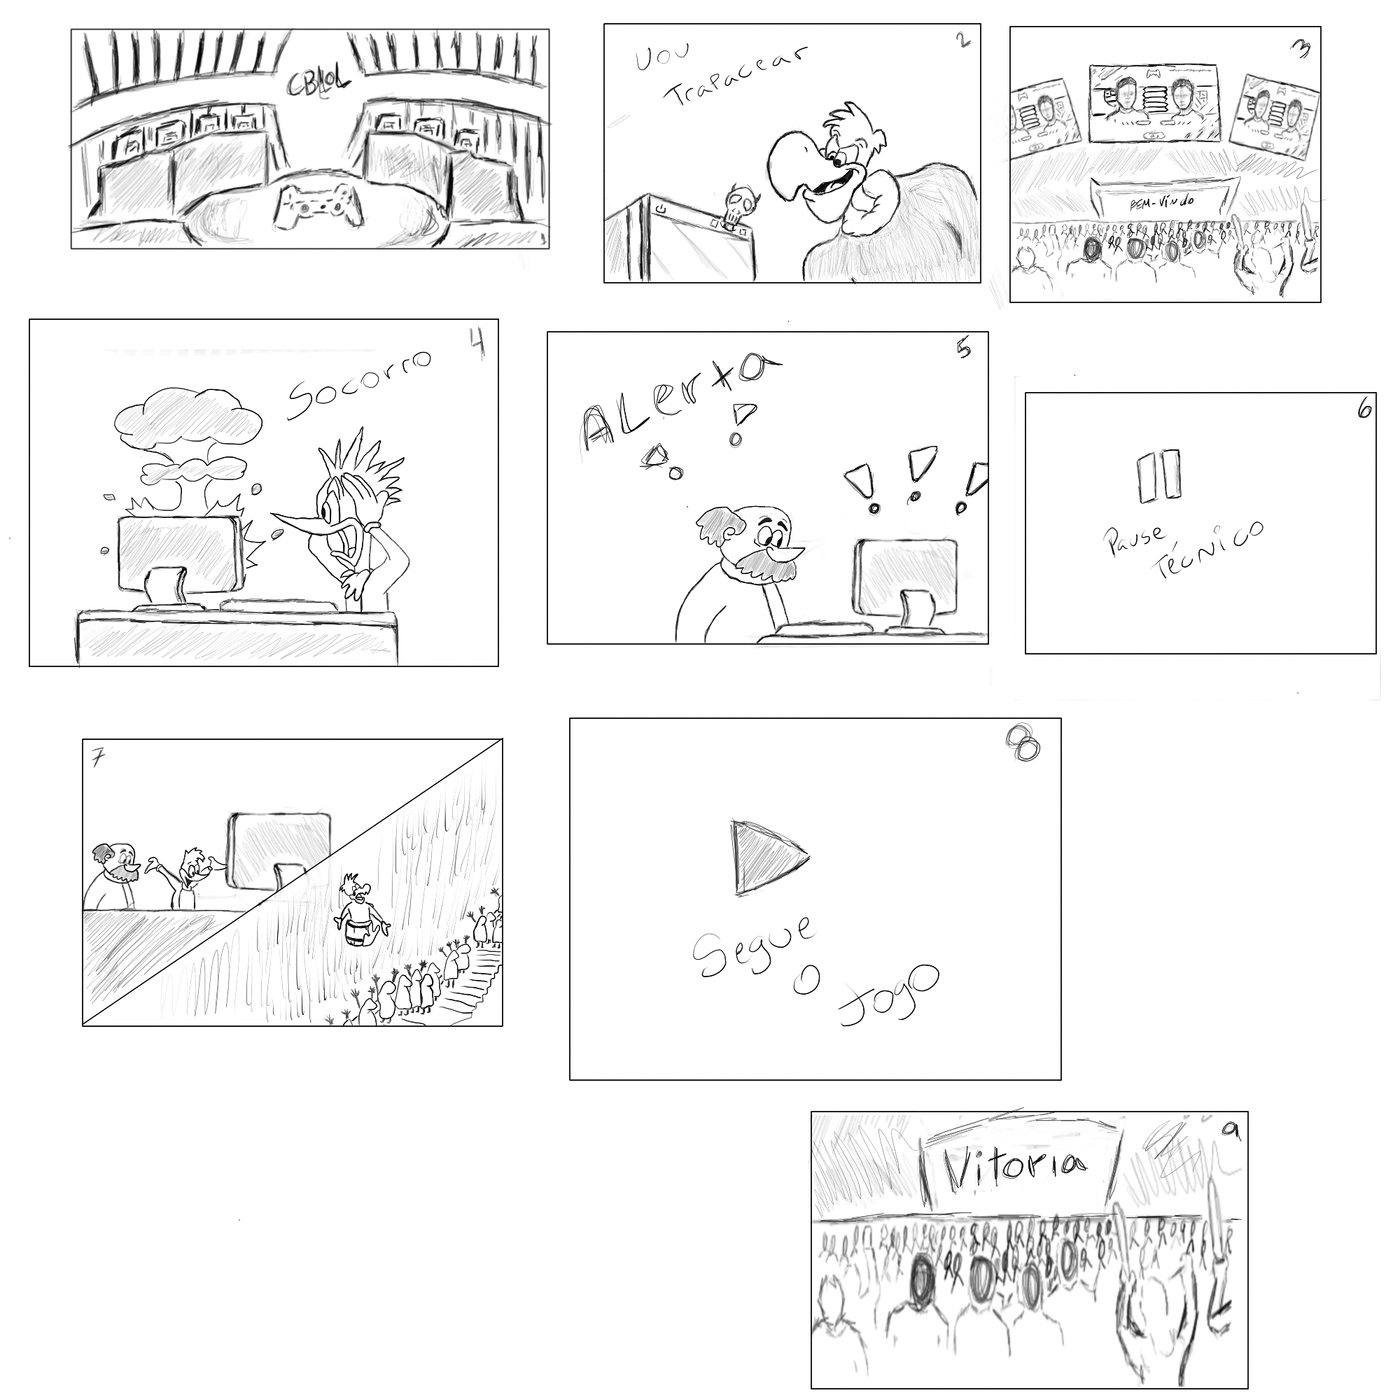 CBLOL
1
2
Vou
Trapacear
3
BEM-Vindo
4
Socorro
5
ALerta
6
Pause
Técnico
7
8
Segue
o
Jogo
9
Vitoria